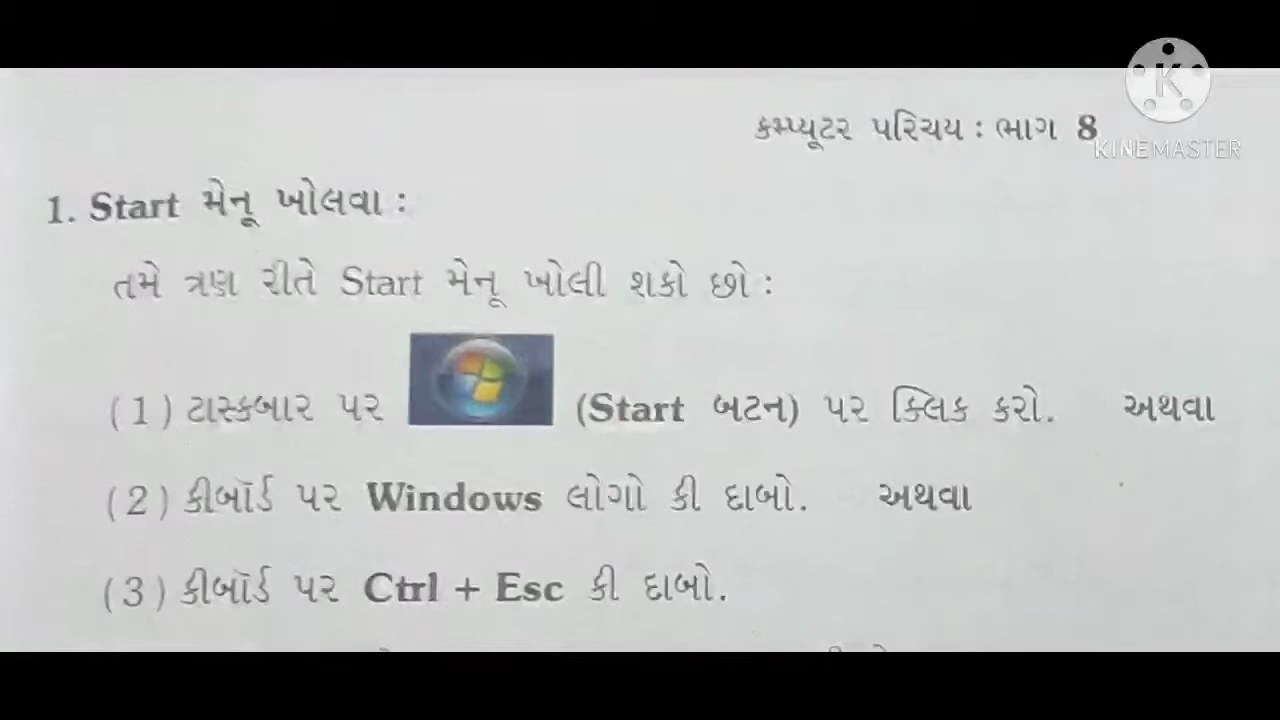 કમ્પ્યૂટર પરિચય : ભાગ 8
KINEMASTER
1. Start મેનૂ ખોલવા :
તમે ત્રણ રીતે Start મેનૂ ખોલી શકો છો :
(1) ટાસ્કબાર પર (Start બટન) પર ક્લિક કરો. અથવા
(2) કીબૉર્ડ પર Windows લોગો કી દાબો. અથવા
(3) કીબૉર્ડ પર Ctrl + Esc કી દાબો.